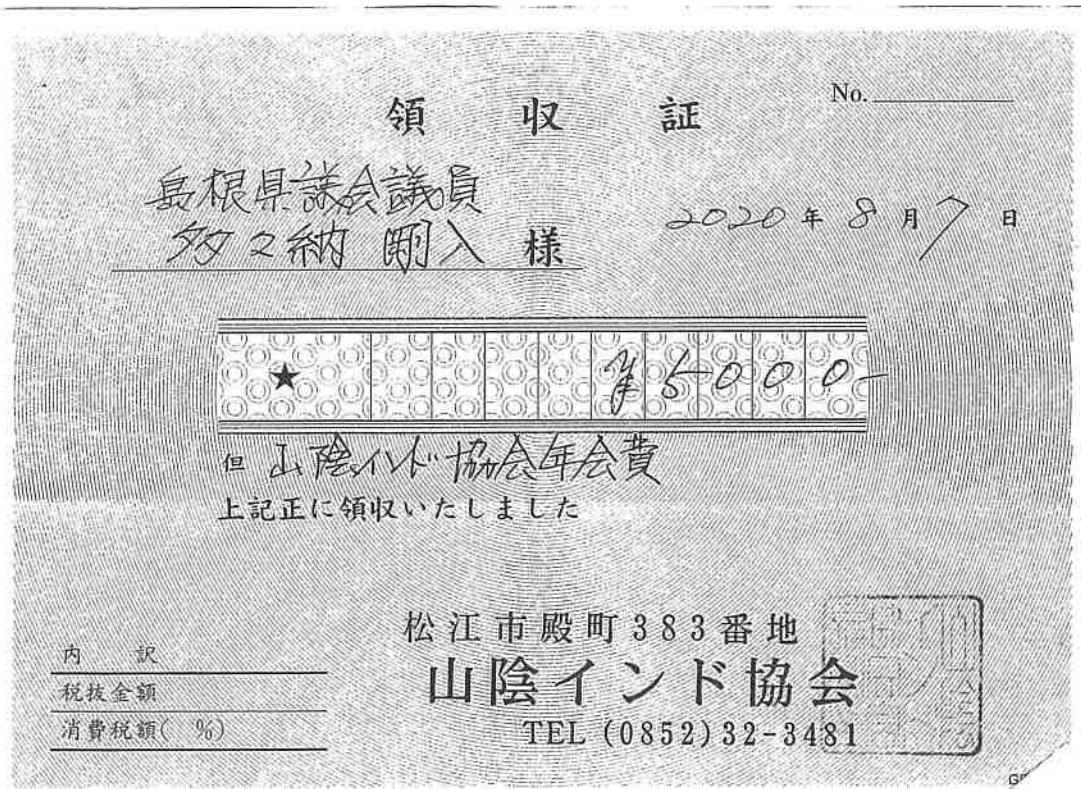 No.
領収証
島根県議会議員
2020年8月7日
多々納 剛人 様
★ ¥5000-
但 山陰インド協会年会費
上記正に領収いたしました
松江市殿町383番地
山陰インド協会
TEL (0852)32-3481
内訳
税抜金額
消費税額( %)